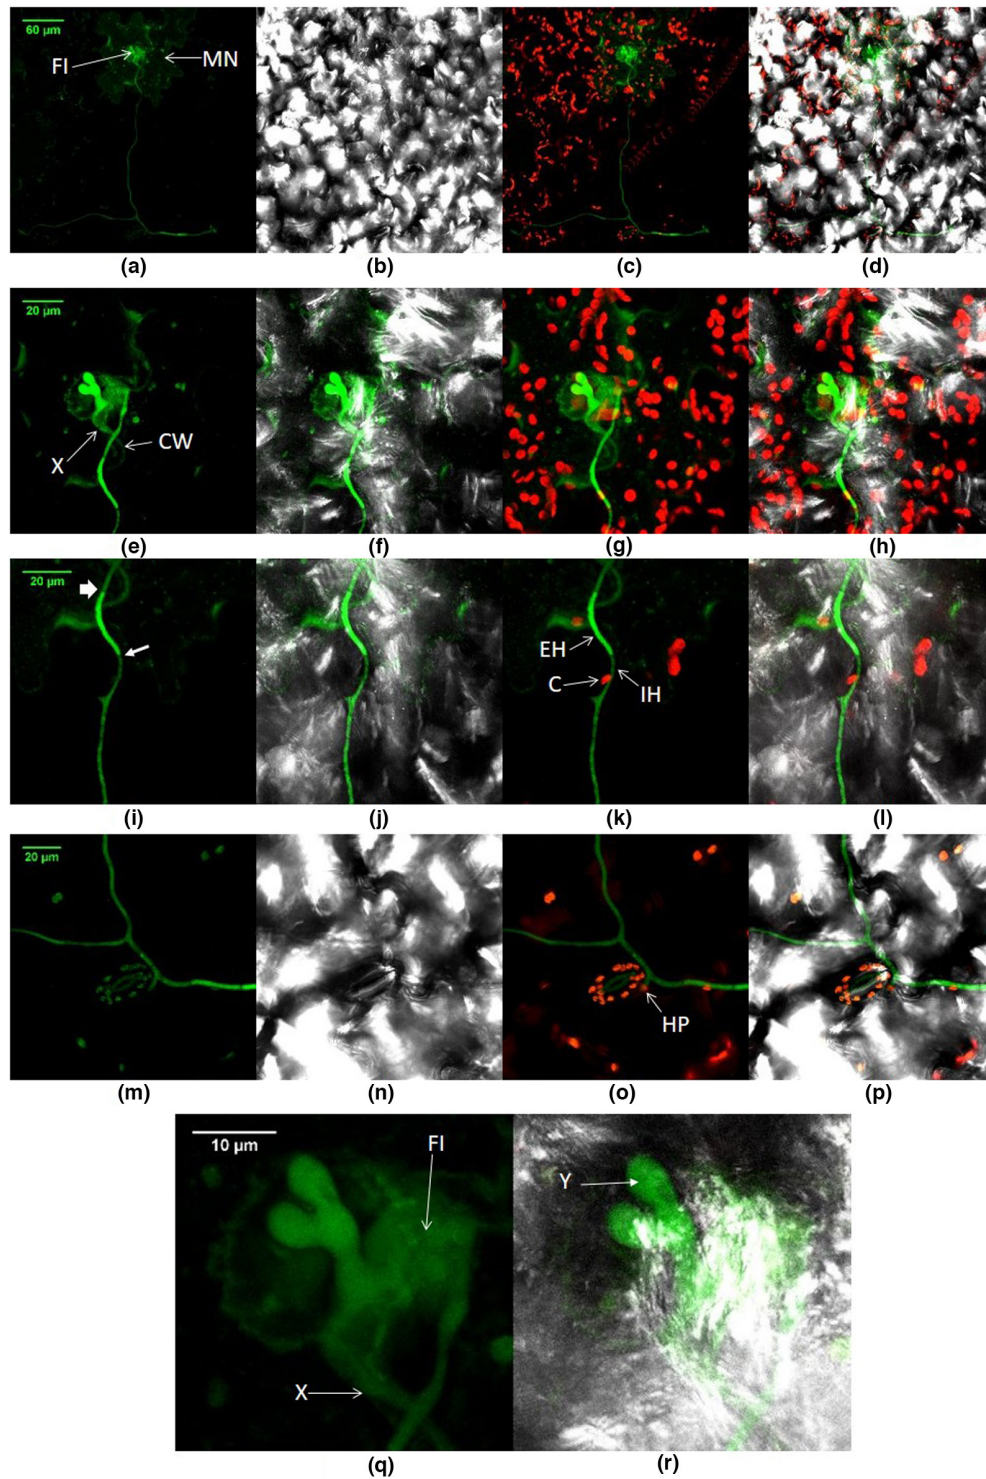 60 µm
FI
MN
(a) (b) (c) (d)
20 µm
X
CW
(e) (f) (g) (h)
20 µm
EH
C
IH
(i) (j) (k) (l)
20 µm
HP
(m) (n) (o) (p)
10 µm
FI
Y
X
(q) (r)